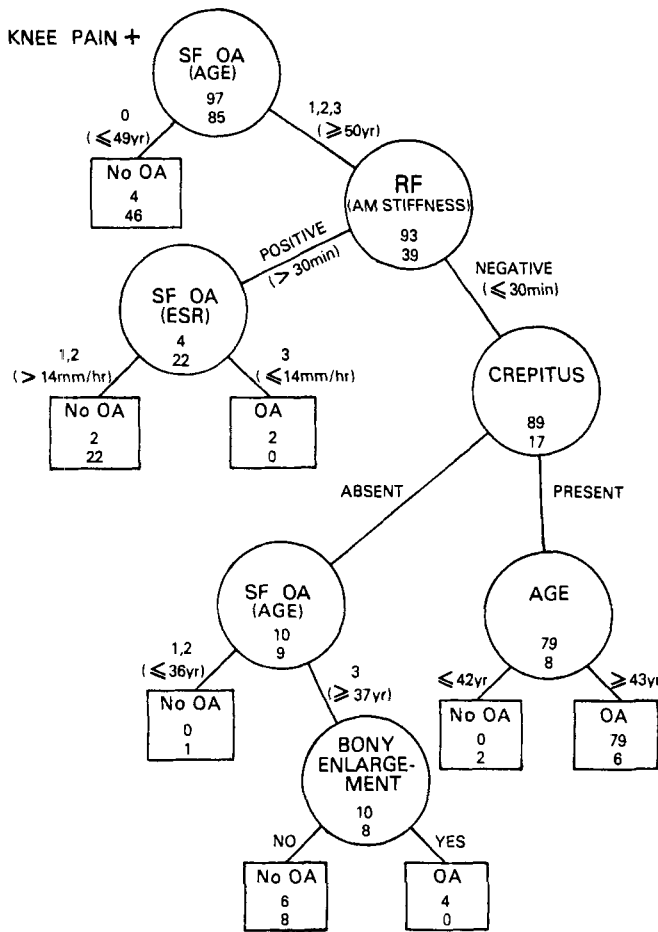 KNEE PAIN +
SF OA
(AGE)
97
85
0
(⩽49yr)
1,2,3
(⩾50yr)
No OA
4
46
RF
(AM STIFFNESS)
93
39
POSITIVE
(> 30min)
NEGATIVE
(⩽30min)
SF OA
(ESR)
4
22
1,2
(> 14mm/hr)
3
(⩽14mm/hr)
No OA
2
22
OA
2
0
CREPITUS
89
17
ABSENT
PRESENT
SF OA
(AGE)
10
9
AGE
79
8
1,2
(⩽36yr)
3
(⩾ 37yr)
⩽42yr
⩾43yr
No OA
0
1
No OA
0
2
OA
79
6
BONY
ENLARGE-
MENT
10
8
NO
YES
No OA
6
8
OA
4
0